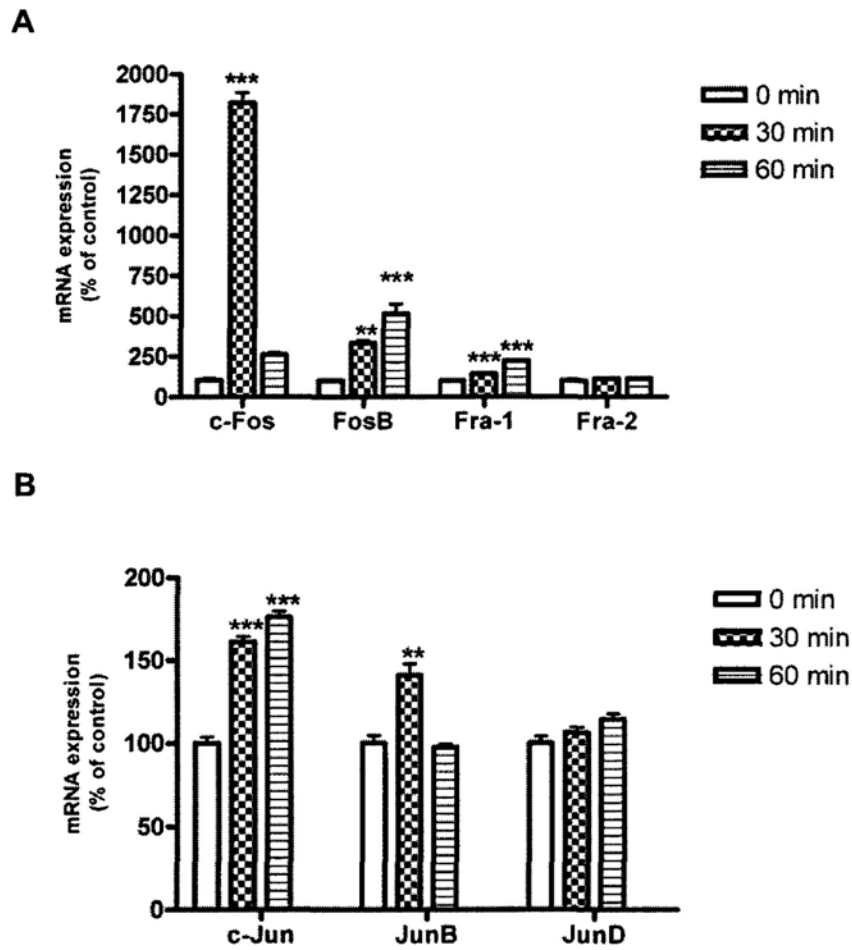 A
2000
1750
1500
1250
1000
750
500
250
0
mRNA expression
(% of control)
***
**
***
***
***
c-Fos FosB Fra-1 Fra-2
0 min
30 min
60 min
B
200
150
100
50
0
mRNA expression
(% of control)
***
***
**
c-Jun JunB JunD
0 min
30 min
60 min